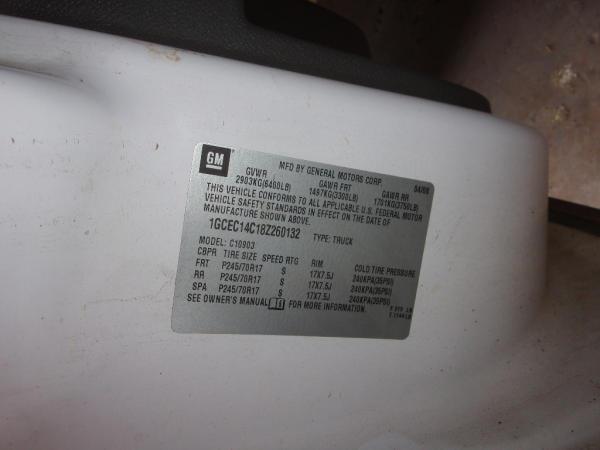 GM
MFD BY GENERAL MOTORS CORP. 04/08
GVWR GAWR FRT GAWR RR
2903KG(6400LB) 1497KG(3300LB) 1701KG(3750LB)
THIS VEHICLE CONFORMS TO ALL APPLICABLE U.S. FEDERAL MOTOR
VEHICLE SAFETY STANDARDS IN EFFECT ON THE DATE OF
MANUFACTURE SHOWN ABOVE.
1GCEC14C18Z260132 TYPE: TRUCK
MODEL: C10903
CBPR TIRE SIZE SPEED RTG RIM COLD TIRE PRESSURE
FRT P245/70R17 S 17X7.5J 240KPA(35PSI)
RR P245/70R17 S 17X7.5J 240KPA(35PSI)
SPA P245/70R17 S 17X7.5J 240KPA(35PSI)
SEE OWNER'S MANUAL FOR MORE INFORMATION.